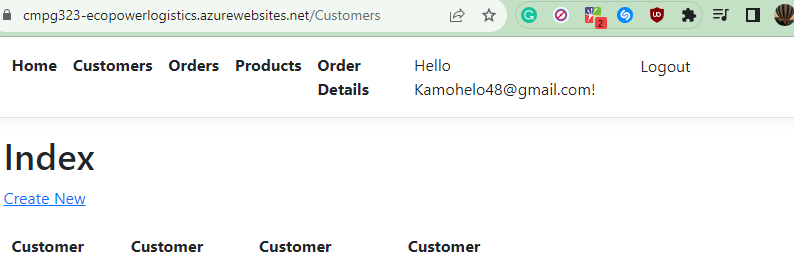 cmpg323-ecopowerlogistics.azurewebsites.net/Customers
2
Home Customers Orders Products Order Details Hello Kamohelo48@gmail.com! Logout
Index
Create New
Customer Customer Customer Customer